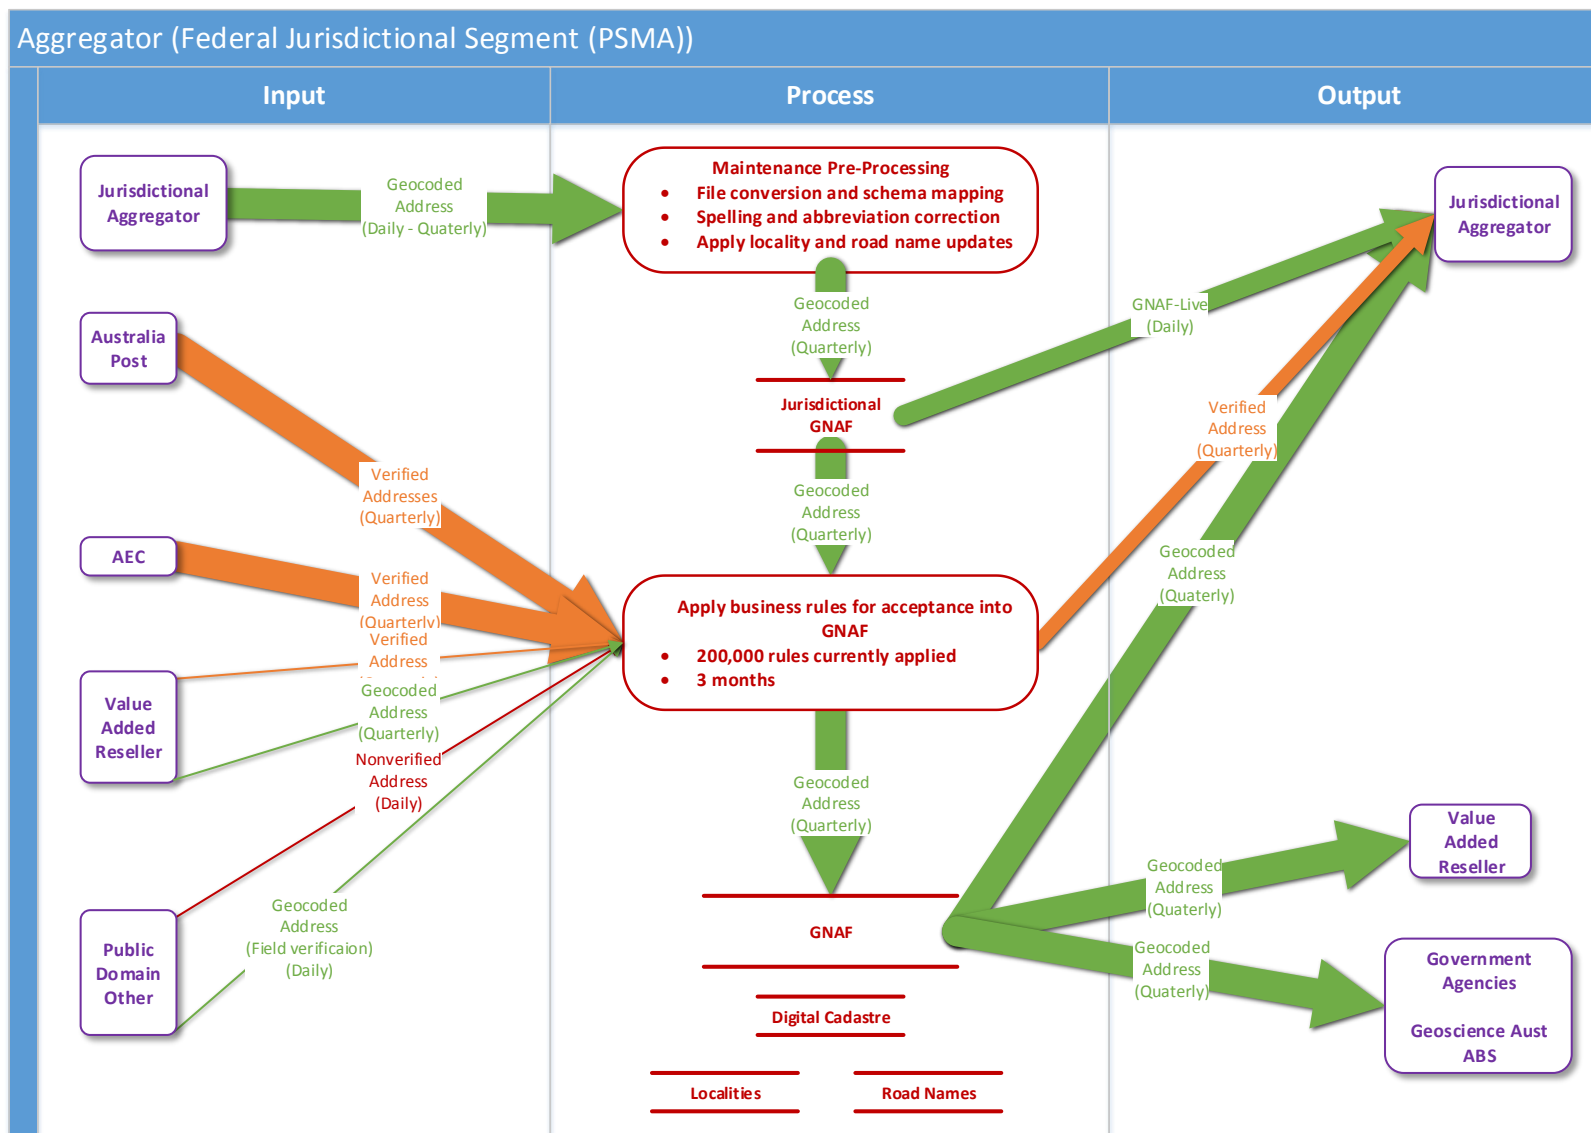 Aggregator (Federal Jurisdictional Segment (PSMA))
Input
Process
Output
Jurisdictional
Aggregator
Geocoded
Address
(Daily - Quaterly)
Maintenance Pre-Processing
• File conversion and schema mapping
• Spelling and abbreviation correction
• Apply locality and road name updates
Jurisdictional
Aggregator
Australia
Post
Geocoded
Address
(Quarterly)
GNAF-Live
(Daily)
Jurisdictional
GNAF
Verified
Address
(Quarterly)
Verified
Addresses
(Quarterly)
Geocoded
Address
(Quarterly)
AEC
Verified
Address
(Quarterly)
Geocoded
Address
(Quaterly)
Verified
Address
Apply business rules for acceptance into
GNAF
• 200,000 rules currently applied
• 3 months
Value
Added
Reseller
Geocoded
Address
(Quarterly)
Nonverified
Address
(Daily)
Geocoded
Address
(Quarterly)
Value
Added
Reseller
Geocoded
Address
(Quaterly)
Public
Domain
Other
Geocoded
Address
(Field verificaion)
(Daily)
GNAF
Geocoded
Address
(Quaterly)
Government
Agencies
Geoscience Aust
ABS
Digital Cadastre
Localities
Road Names